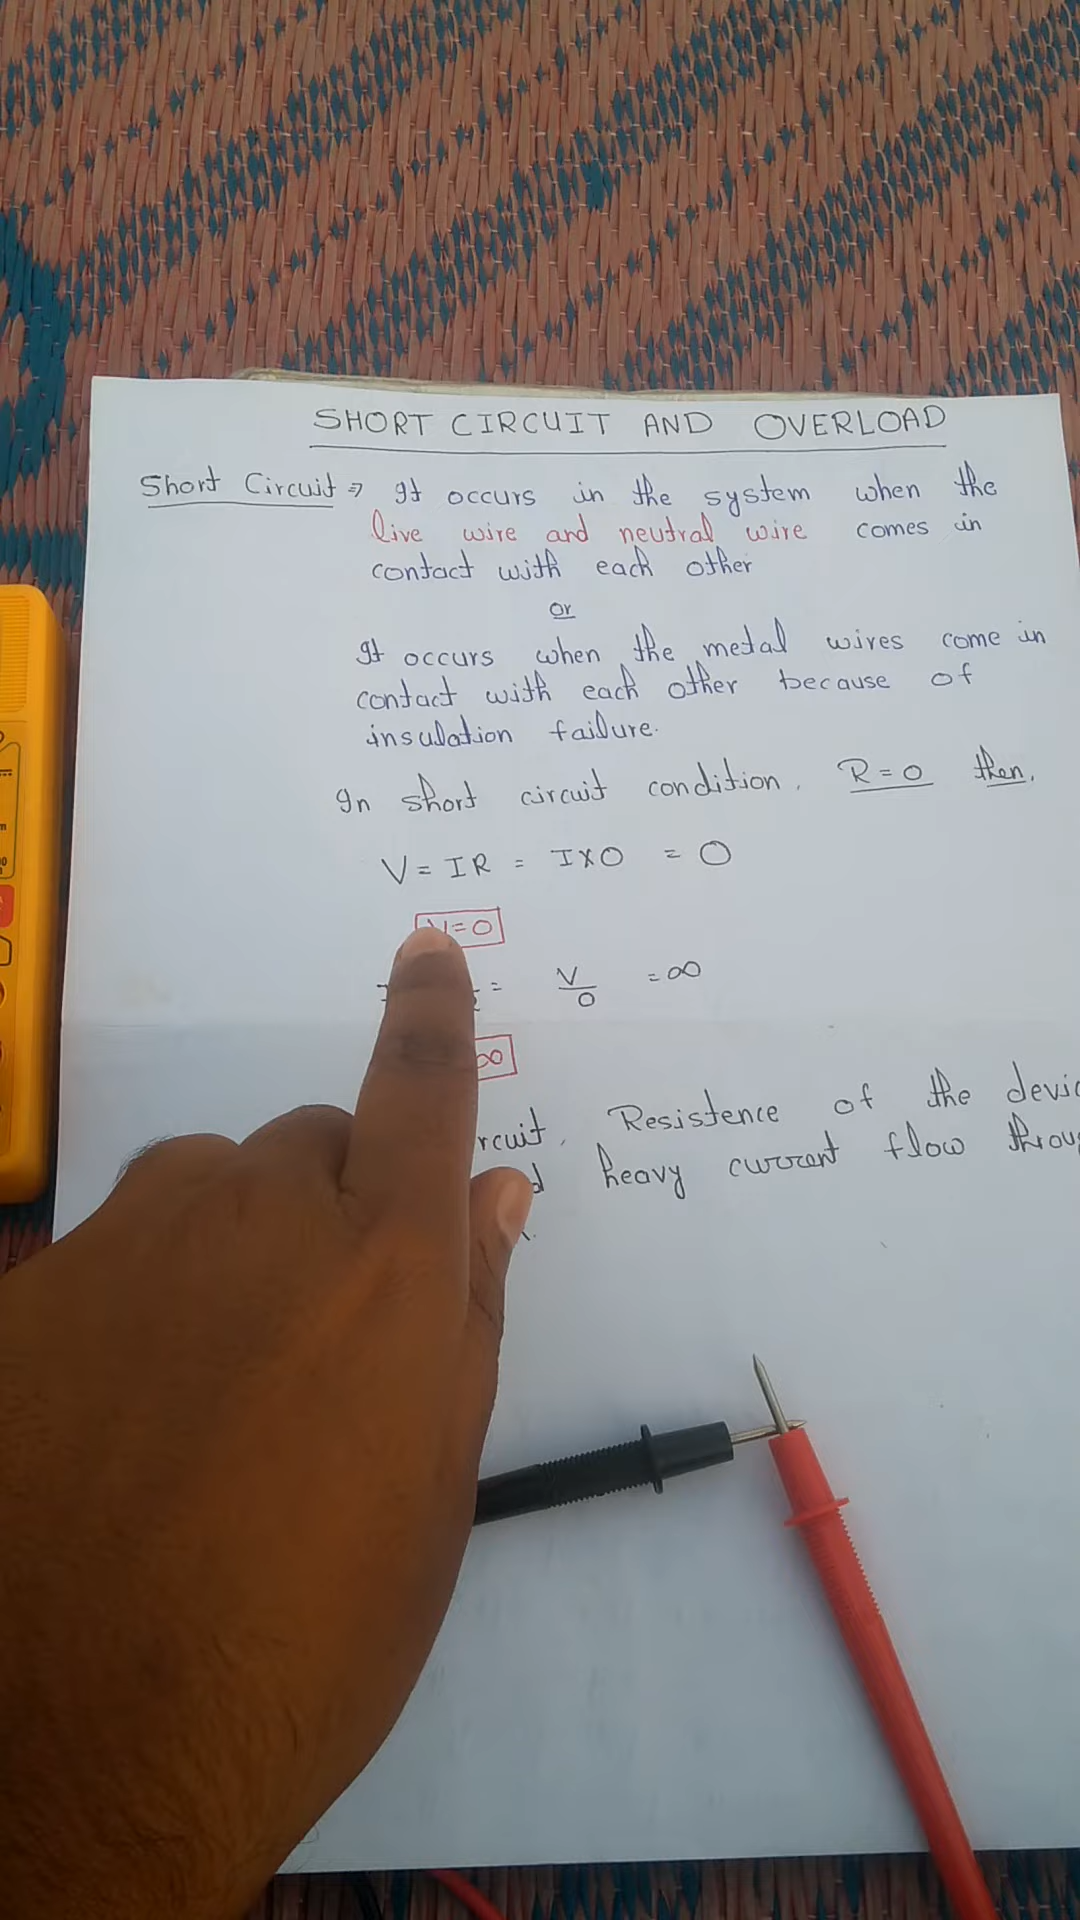 SHORT CIRCUIT AND OVERLOAD
Short Circuit ⇒ It occurs in the system when the
live wire and neutral wire comes in
contact with each other
or
It occurs when the metal wires come in
contact with each other because of
insulation failure.
In short circuit condition, R=0 then,
V = IR = I×0 = 0
V=0
= V/0 = ∞
∞
rcuit, Resistence of the devic
heavy current flow throu